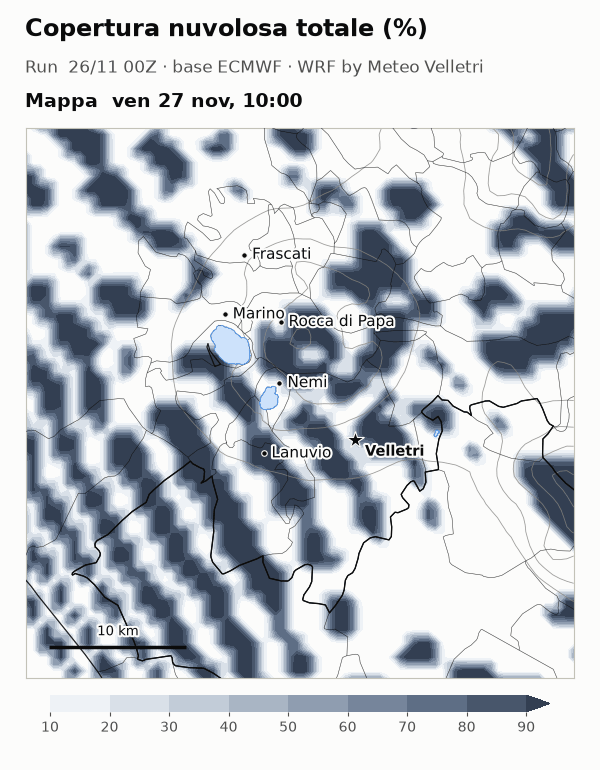 Copertura nuvolosa totale (%)
Run  26/11 00Z · base ECMWF · WRF by Meteo Velletri
Mappa  ven 27 nov, 10:00
Frascati
Marino
Rocca di Papa
Nemi
Velletri
Lanuvio
10 km
10 20 30 40 50 60 70 80 90